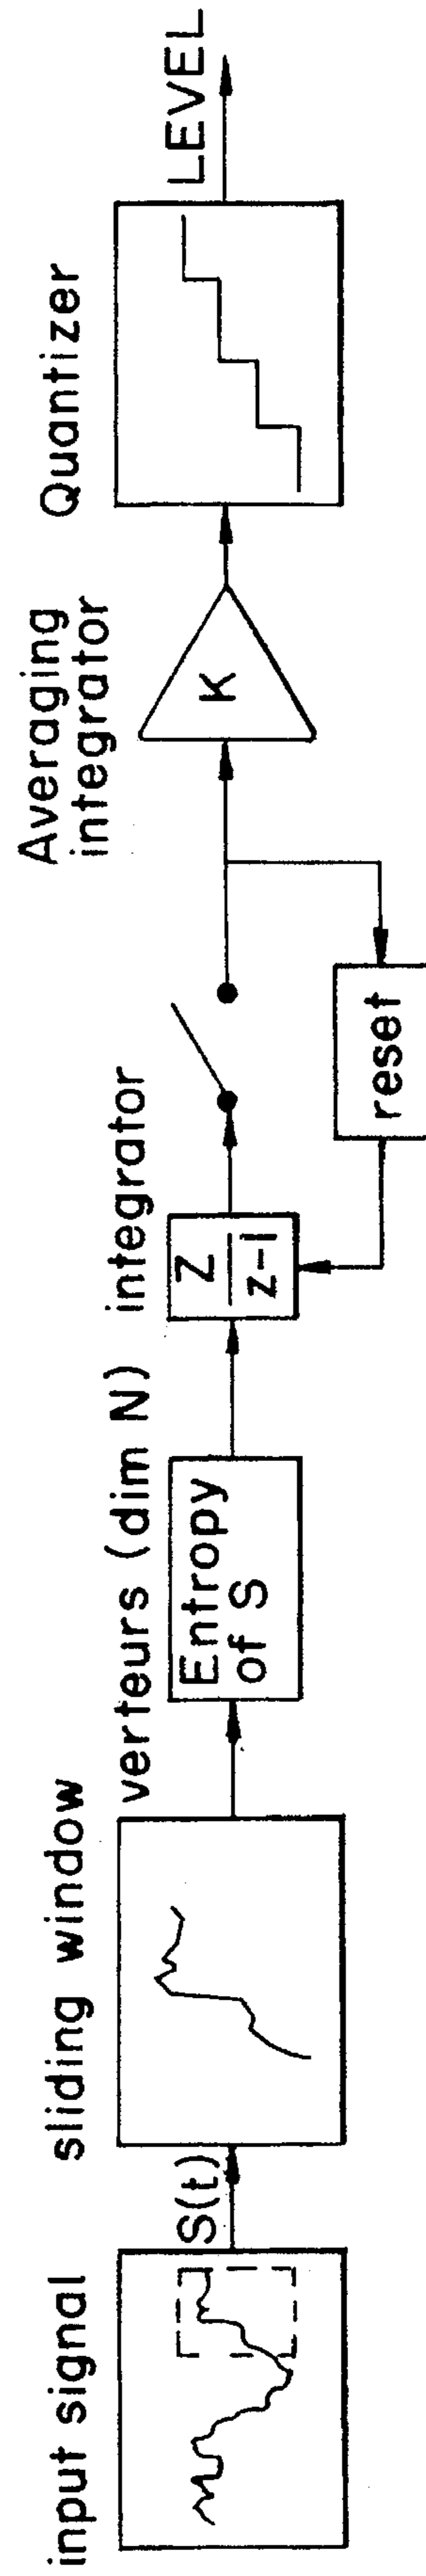 input signal
S(t)
sliding window
verteurs (dim N)
Entropy
of S
integrator
Z
z-1
reset
Averaging
integrator
K
Quantizer
LEVEL